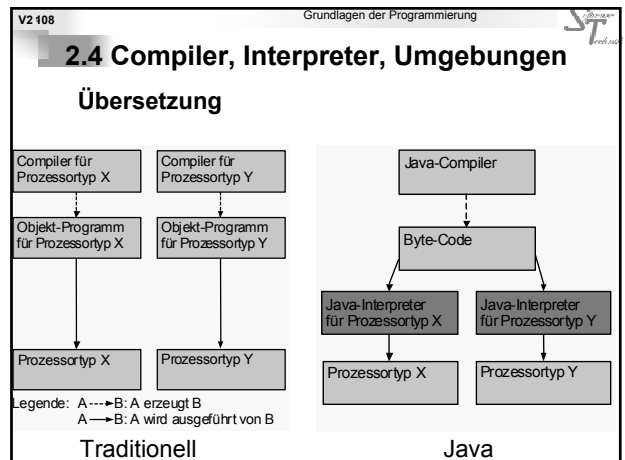 V2 108
Grundlagen der Programmierung
Software
Technik
2.4 Compiler, Interpreter, Umgebungen
Übersetzung
Compiler für
Prozessortyp X
Compiler für
Prozessortyp Y
Objekt-Programm
für Prozessortyp X
Objekt-Programm
für Prozessortyp Y
Prozessortyp X
Prozessortyp Y
Legende: A ----► B: A erzeugt B
A —► B: A wird ausgeführt von B
Traditionell
Java-Compiler
Byte-Code
Java-Interpreter
für Prozessortyp X
Java-Interpreter
für Prozessortyp Y
Prozessortyp X
Prozessortyp Y
Java